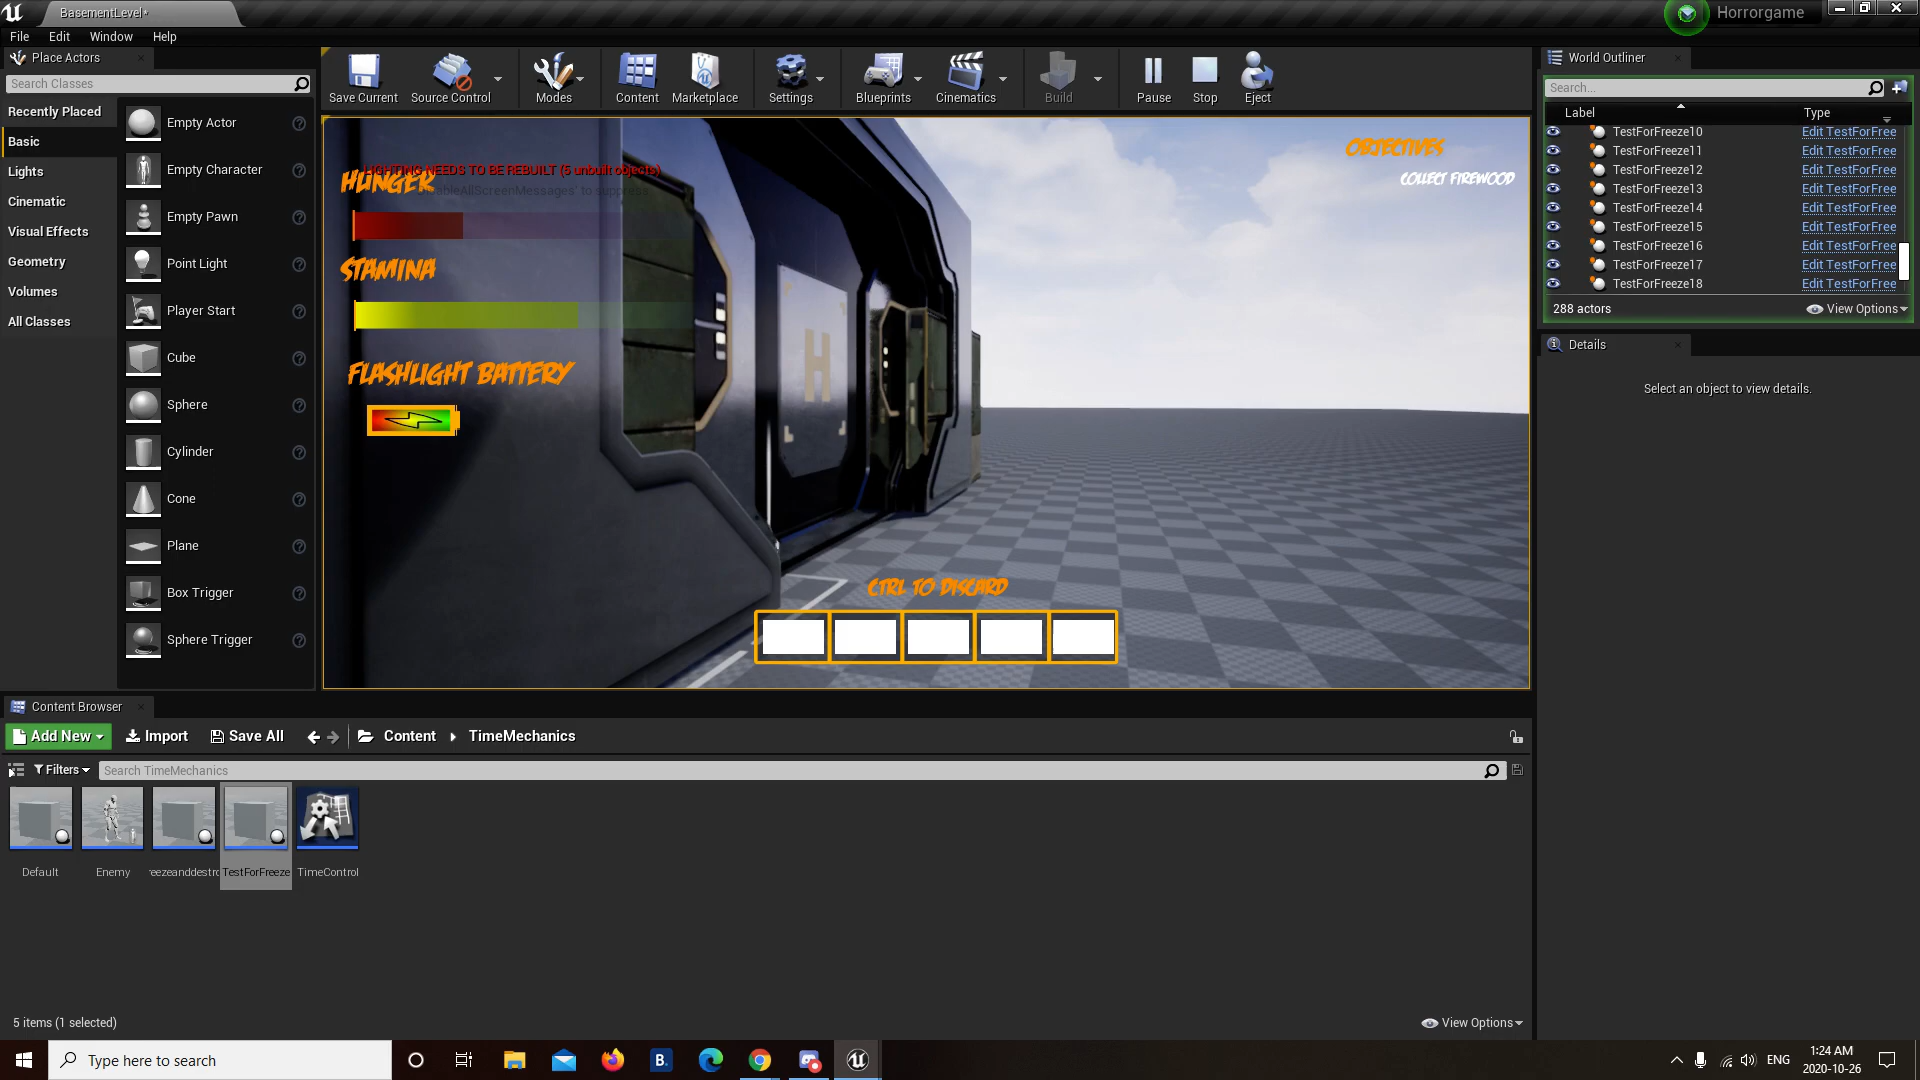 BasementLevel*
Horrorgame
File Edit Window Help
Place Actors
Search Classes
Recently Placed
Basic
Lights
Cinematic
Visual Effects
Geometry
Volumes
All Classes
Empty Actor
Empty Character
Empty Pawn
Point Light
Player Start
Cube
Sphere
Cylinder
Cone
Plane
Box Trigger
Sphere Trigger
Save Current Source Control Modes Content Marketplace Settings Blueprints Cinematics Build Pause Stop Eject
LIGHTING NEEDS TO BE REBUILT (5 unbuilt objects)
HUNGER
ableAllScreenMessages' to suppress
STAMINA
FLASHLIGHT BATTERY
OBJECTIVES
COLLECT FIREWOOD
H
H
CTRL TO DISCARD
World Outliner
Search...
Label Type
TestForFreeze10 Edit TestForFree
TestForFreeze11 Edit TestForFree
TestForFreeze12 Edit TestForFree
TestForFreeze13 Edit TestForFree
TestForFreeze14 Edit TestForFree
TestForFreeze15 Edit TestForFree
TestForFreeze16 Edit TestForFree
TestForFreeze17 Edit TestForFree
TestForFreeze18 Edit TestForFree
288 actors View Options
Details
Select an object to view details.
Content Browser
Add New Import Save All Content TimeMechanics
Filters Search TimeMechanics
Default Enemy reezeanddestro TestForFreeze TimeControl
5 items (1 selected) View Options
Type here to search
B.
ENG
1:24 AM
2020-10-26